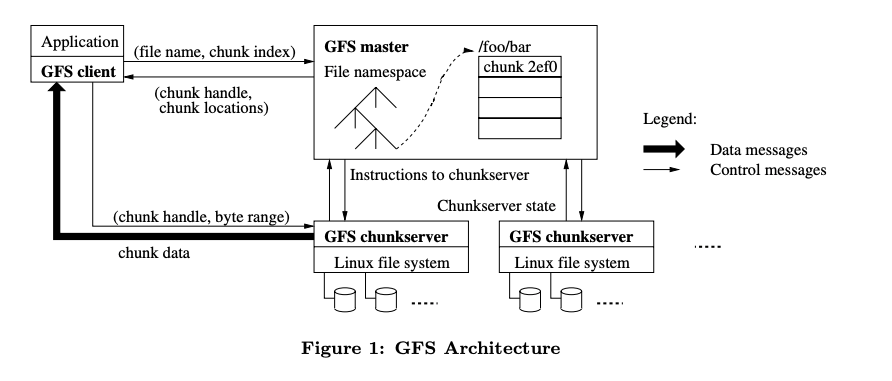 Application
GFS client
(file name, chunk index)
(chunk handle,
chunk locations)
GFS master
File namespace
/foo/bar
chunk 2ef0
Legend:
Data messages
Control messages
Instructions to chunkserver
Chunkserver state
(chunk handle, byte range)
chunk data
GFS chunkserver
Linux file system
GFS chunkserver
Linux file system
Figure 1: GFS Architecture